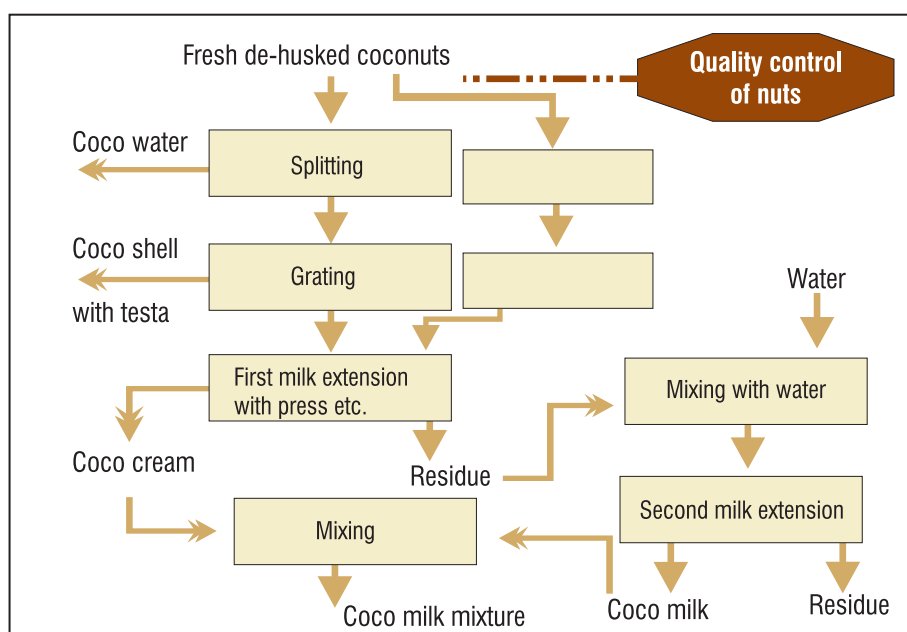 Fresh de-husked coconuts
Quality control
of nuts
Coco water
Splitting
Coco shell
with testa
Grating
Water
First milk extension
with press etc.
Mixing with water
Coco cream
Residue
Mixing
Second milk extension
Coco milk mixture
Coco milk
Residue